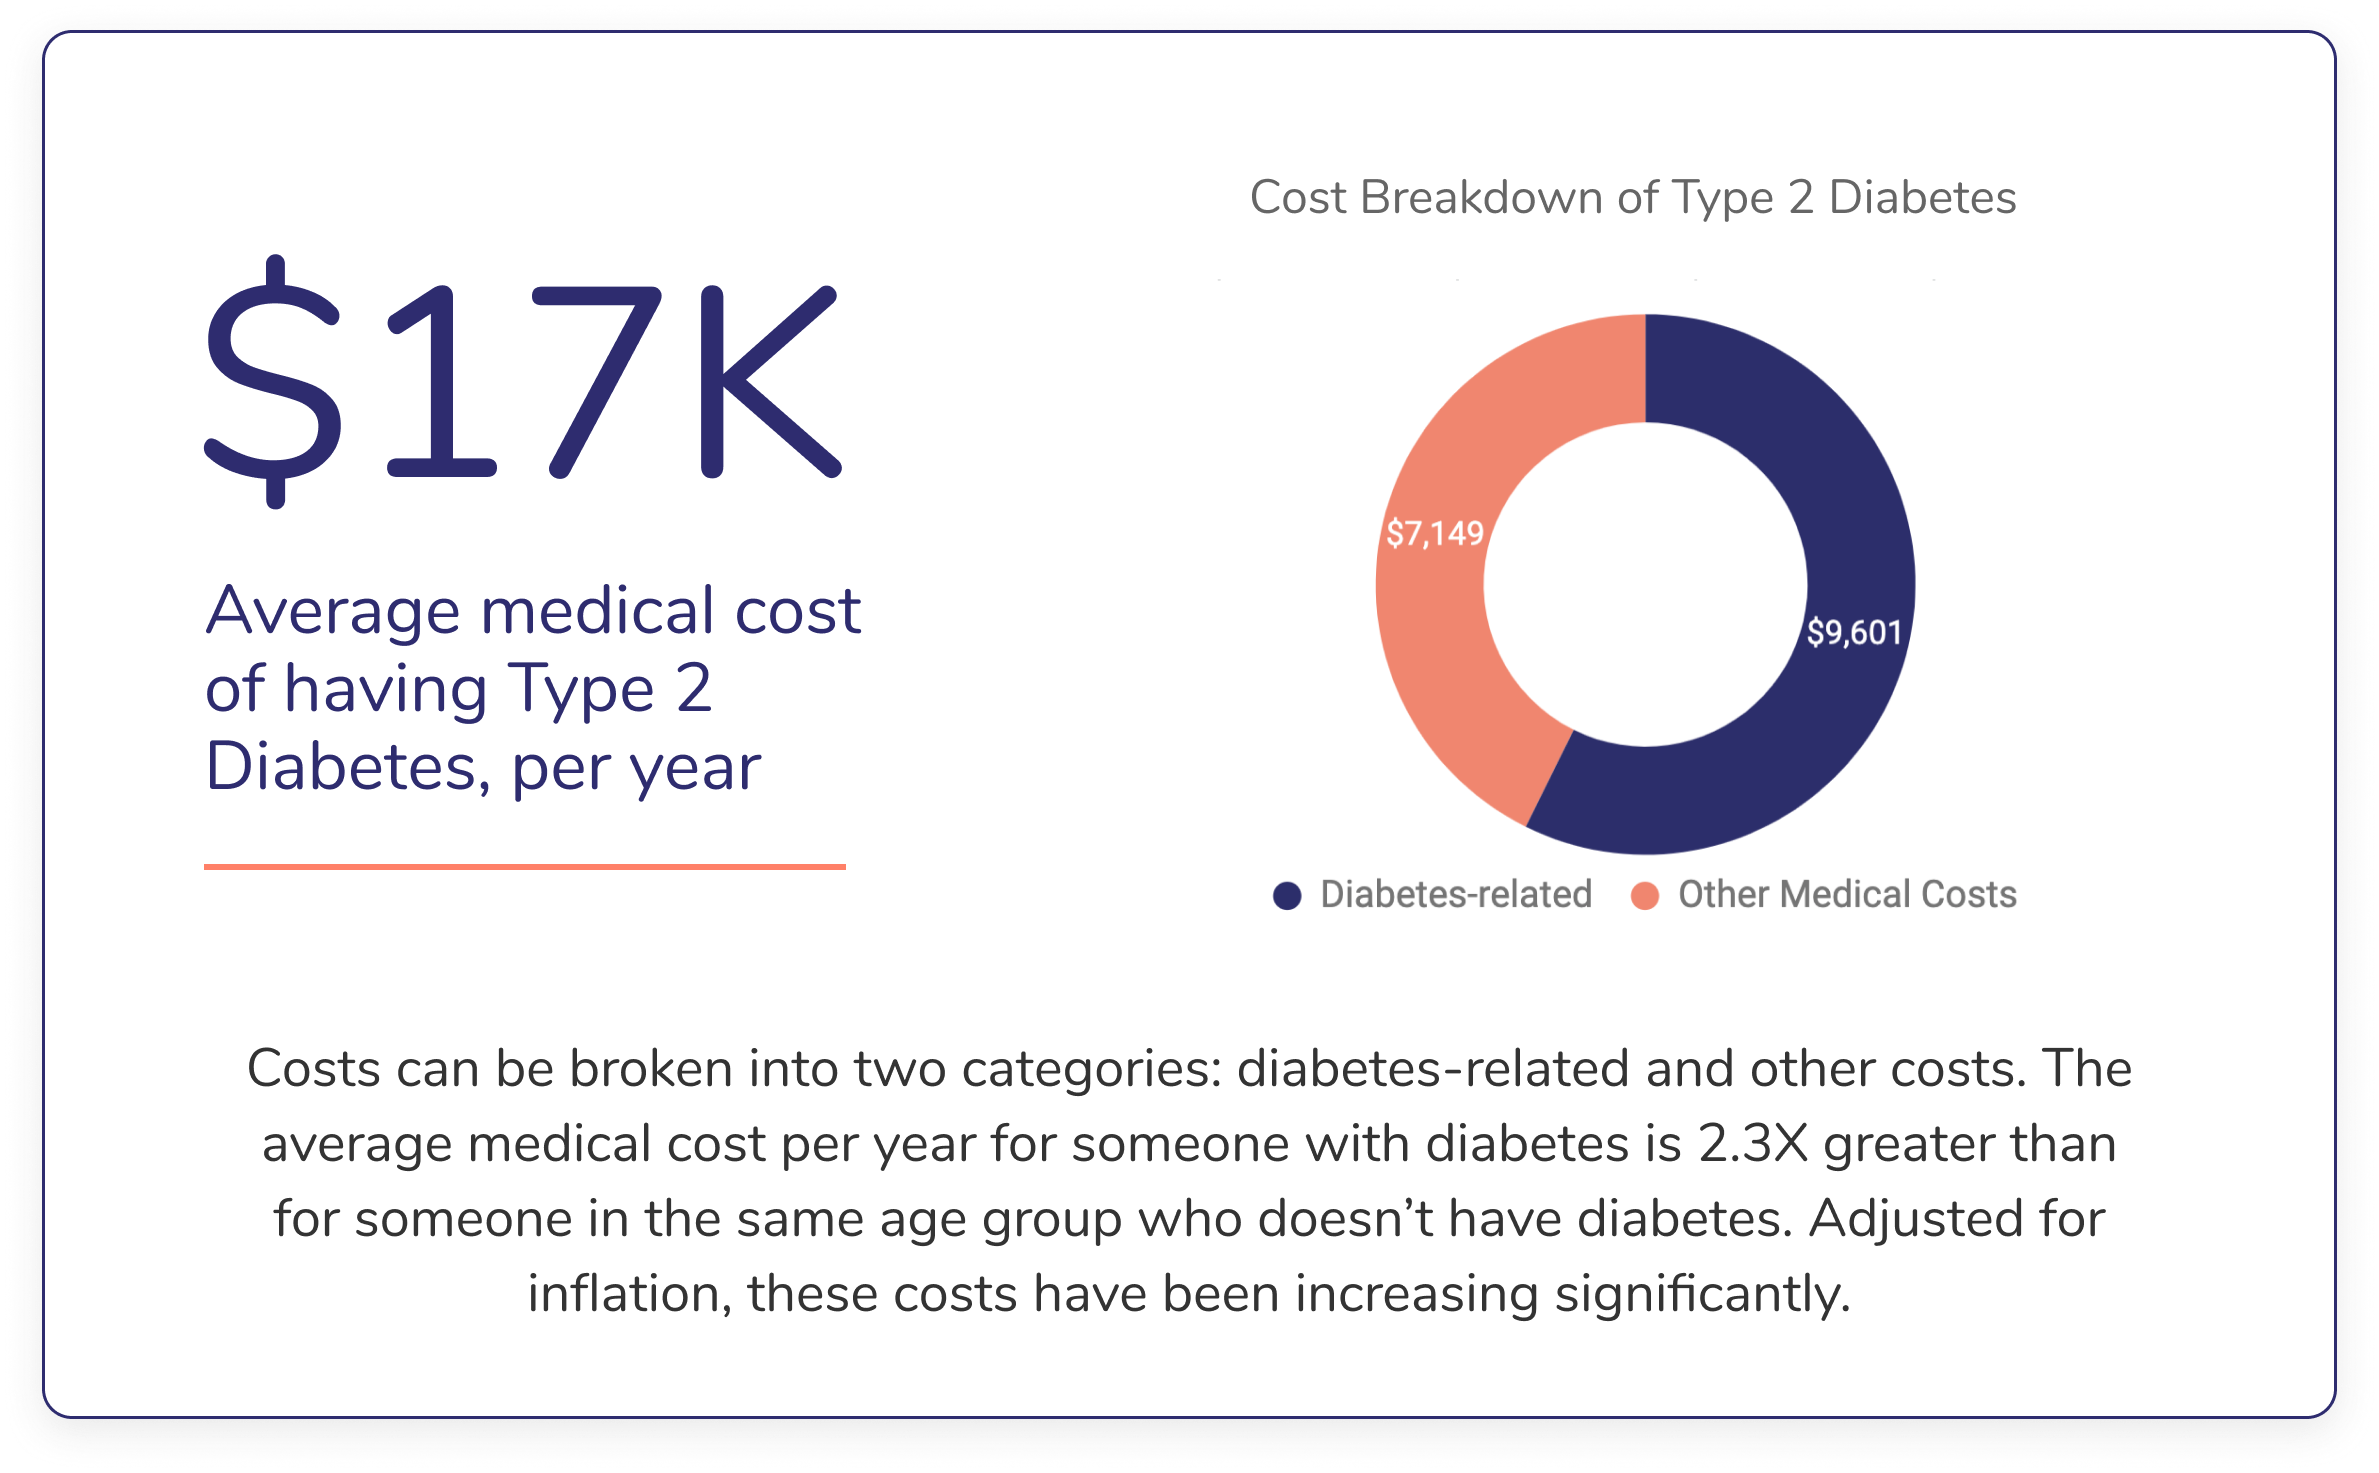 $17K
Average medical cost
of having Type 2
Diabetes, per year
Cost Breakdown of Type 2 Diabetes
$7,149
$9,601
Diabetes-related
Other Medical Costs
Costs can be broken into two categories: diabetes-related and other costs. The
average medical cost per year for someone with diabetes is 2.3X greater than
for someone in the same age group who doesn’t have diabetes. Adjusted for
inflation, these costs have been increasing significantly.